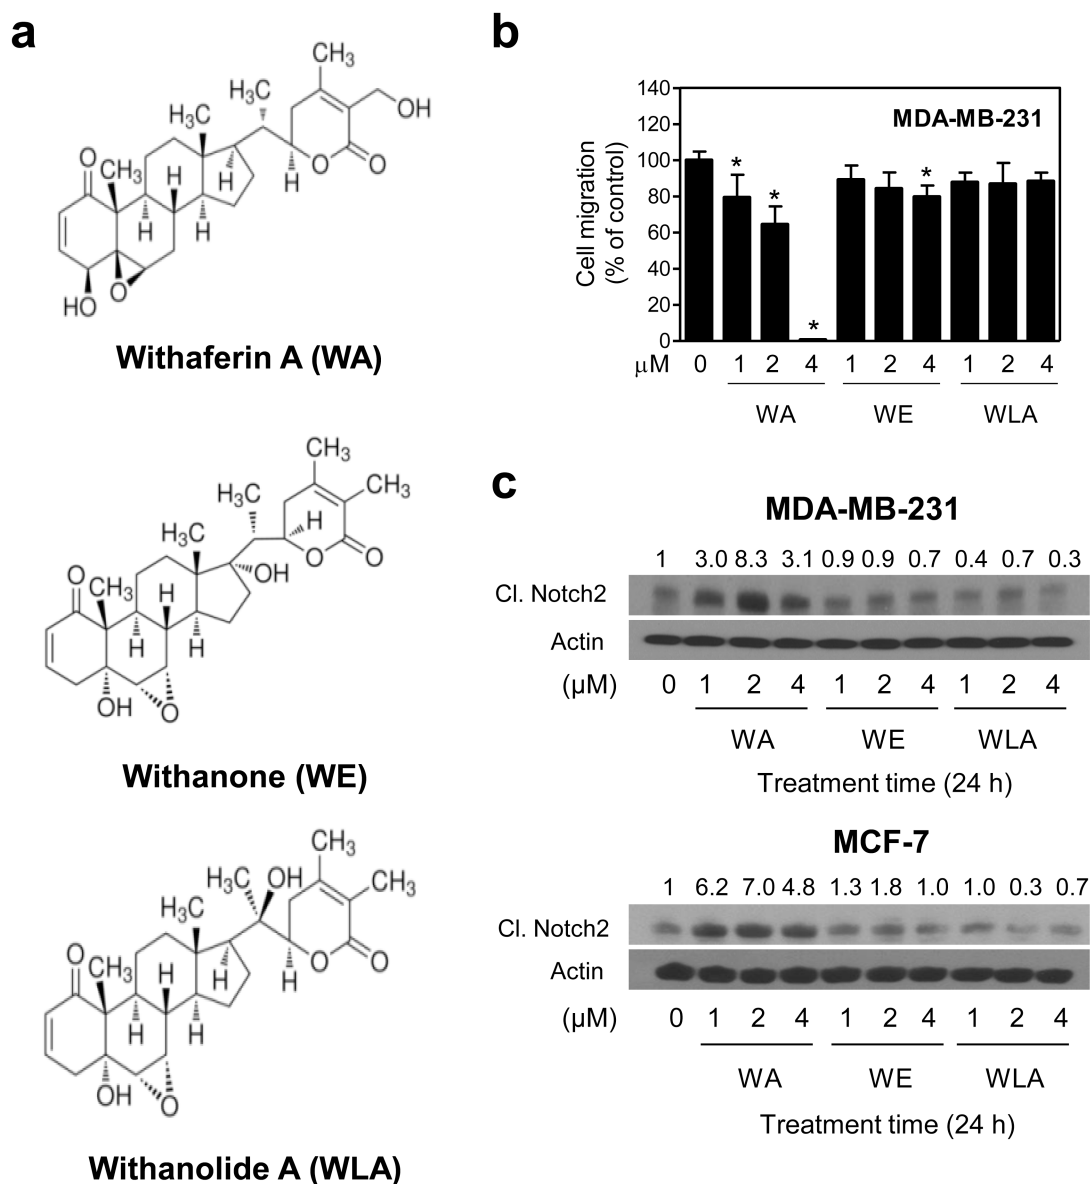 a
CH3
H3C
OH
H3C
O
CH3
H
H
O
O
H
H
H
O
HO
Withaferin A (WA)
CH3
H3C
CH3
H
H3C
O
O
OH
O
CH3
H
H
H
OH
O
Withanone (WE)
CH3
H3C
OH
CH3
H3C
O
O
O
CH3
H
H
H
H
H
OH
O
Withanolide A (WLA)
b
140
120
100
80
60
40
20
0
Cell migration
(% of control)
MDA-MB-231
* * * *
μM 0 1 2 4 1 2 4 1 2 4
WA WE WLA
c
MDA-MB-231
1 3.0 8.3 3.1 0.9 0.9 0.7 0.4 0.7 0.3
Cl. Notch2
Actin
(μM) 0 1 2 4 1 2 4 1 2 4
WA WE WLA
Treatment time (24 h)
MCF-7
1 6.2 7.0 4.8 1.3 1.8 1.0 1.0 0.3 0.7
Cl. Notch2
Actin
(μM) 0 1 2 4 1 2 4 1 2 4
WA WE WLA
Treatment time (24 h)